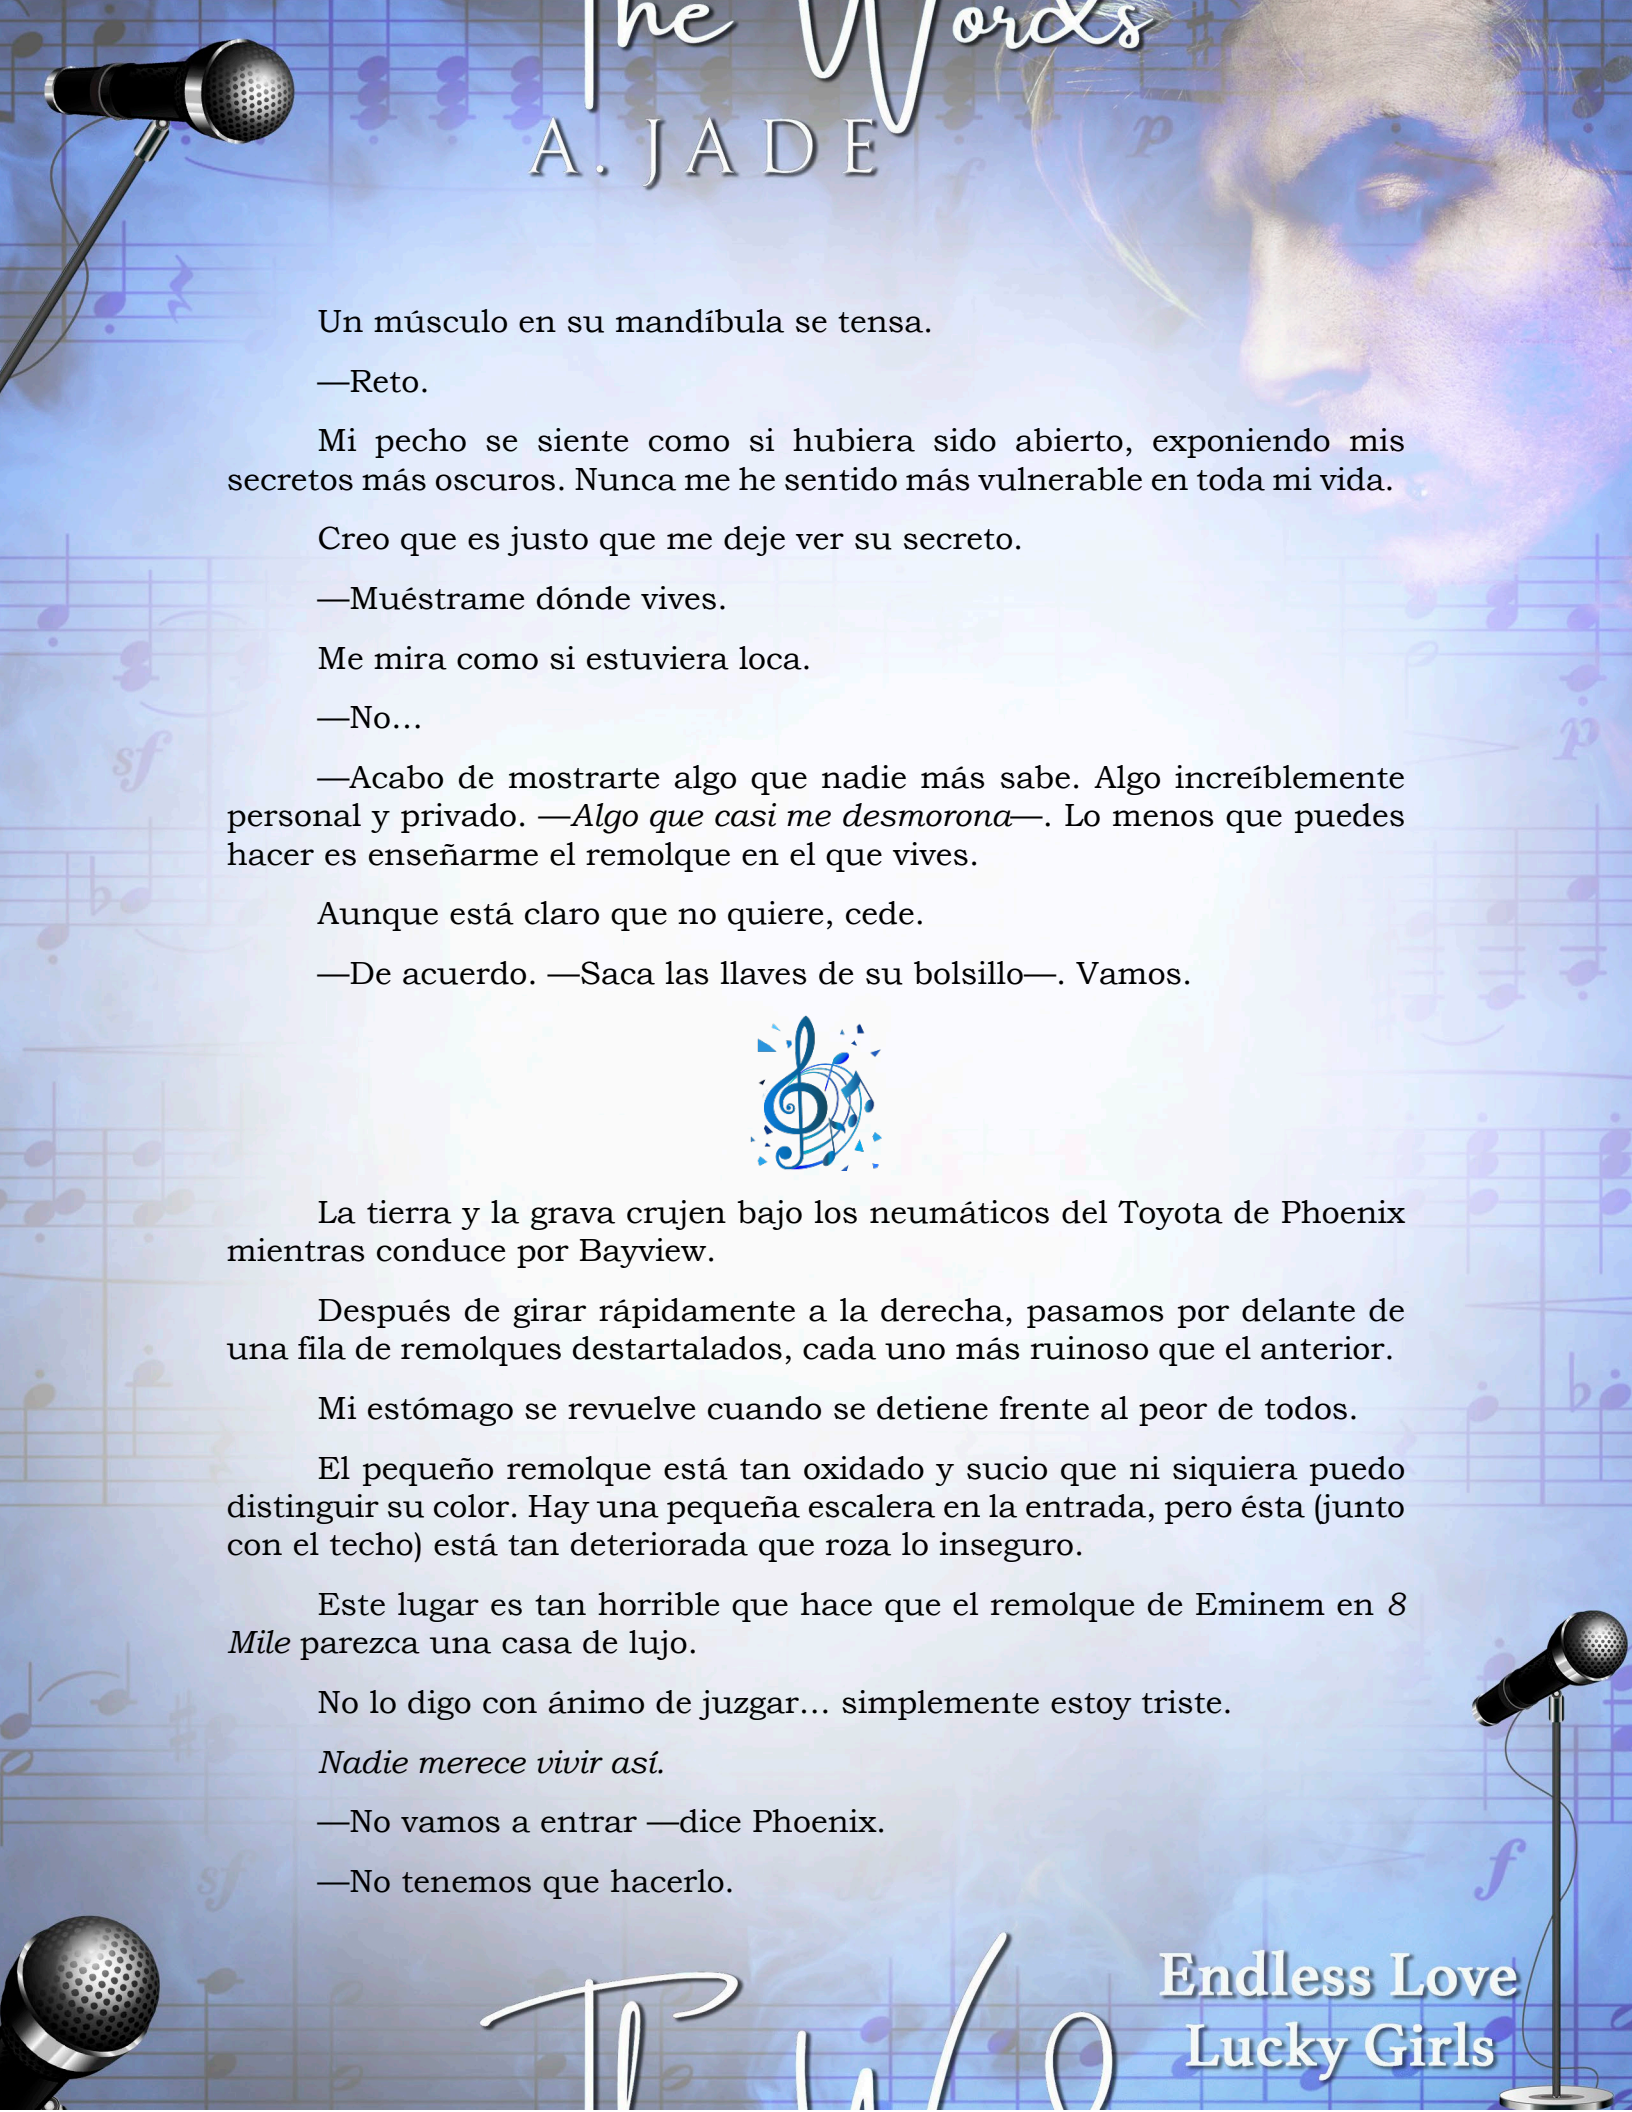 The Words
A. JADE
Un músculo en su mandíbula se tensa.
—Reto.
Mi pecho se siente como si hubiera sido abierto, exponiendo mis
secretos más oscuros. Nunca me he sentido más vulnerable en toda mi vida.
Creo que es justo que me deje ver su secreto.
—Muéstrame dónde vives.
Me mira como si estuviera loca.
—No…
—Acabo de mostrarte algo que nadie más sabe. Algo increíblemente
personal y privado. —Algo que casi me desmorona—. Lo menos que puedes
hacer es enseñarme el remolque en el que vives.
Aunque está claro que no quiere, cede.
—De acuerdo. —Saca las llaves de su bolsillo—. Vamos.
La tierra y la grava crujen bajo los neumáticos del Toyota de Phoenix
mientras conduce por Bayview.
Después de girar rápidamente a la derecha, pasamos por delante de
una fila de remolques destartalados, cada uno más ruinoso que el anterior.
Mi estómago se revuelve cuando se detiene frente al peor de todos.
El pequeño remolque está tan oxidado y sucio que ni siquiera puedo
distinguir su color. Hay una pequeña escalera en la entrada, pero ésta (junto
con el techo) está tan deteriorada que roza lo inseguro.
Este lugar es tan horrible que hace que el remolque de Eminem en 8
Mile parezca una casa de lujo.
No lo digo con ánimo de juzgar… simplemente estoy triste.
Nadie merece vivir así.
—No vamos a entrar —dice Phoenix.
—No tenemos que hacerlo.
Endless Love
Lucky Girls